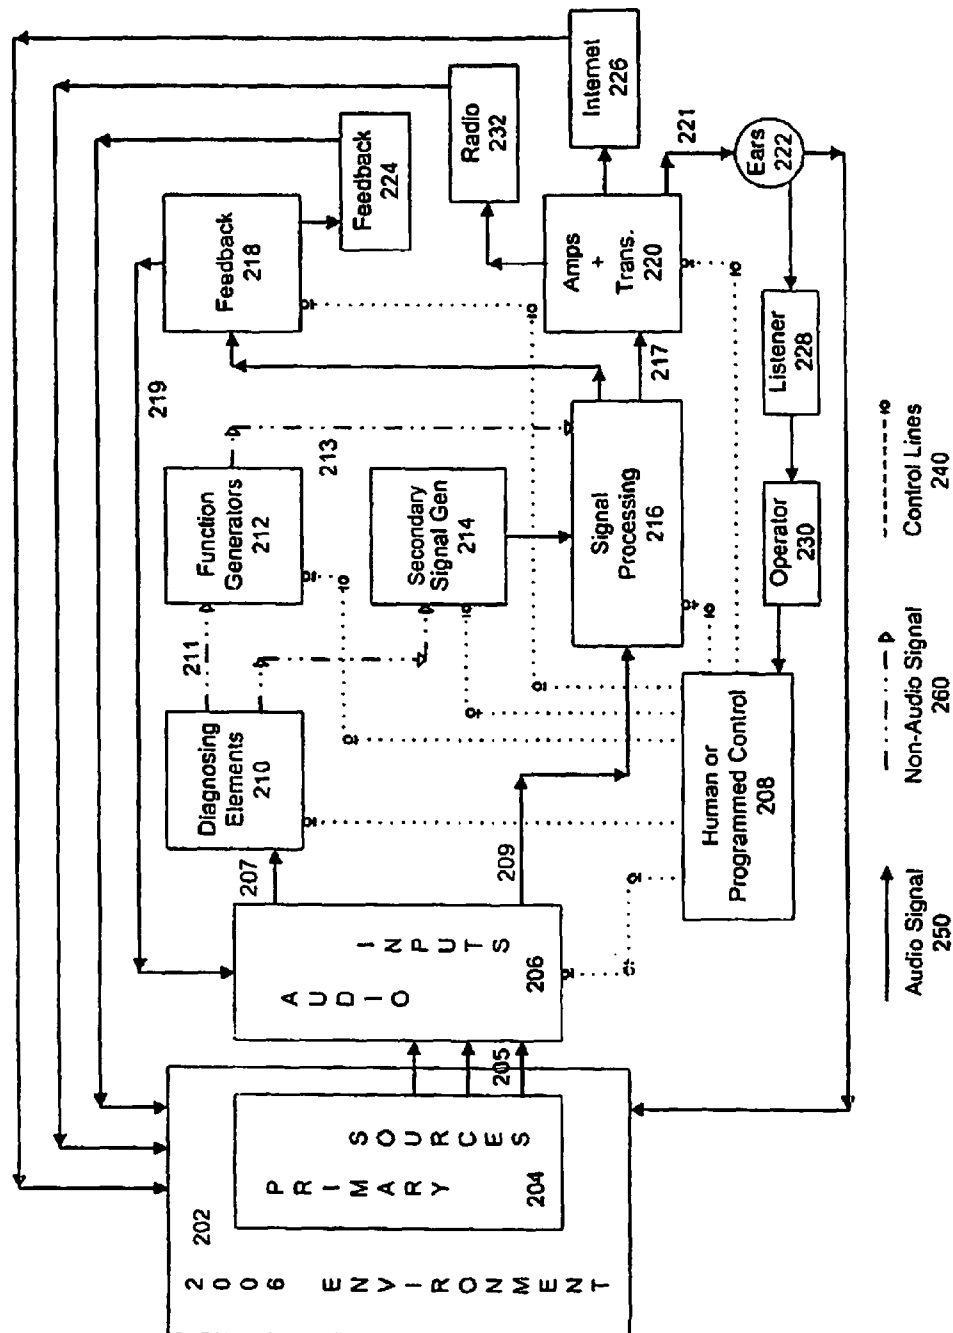 2006 ENVIRONMENT
202
PRIMARY
SOURCES
204
205
AUDIO
INPUTS
206
207
209
Diagnosing
Elements
210
211
Function
Generators
212
213
Secondary
Signal Gen
214
Signal
Processing
216
217
Feedback
218
219
Feedback
224
Radio
232
Internet
226
Amps
+
Trans.
220
221
Ears
222
Listener
228
Operator
230
Human or
Programmed Control
208
Audio Signal
250
Non-Audio Signal
260
Control Lines
240